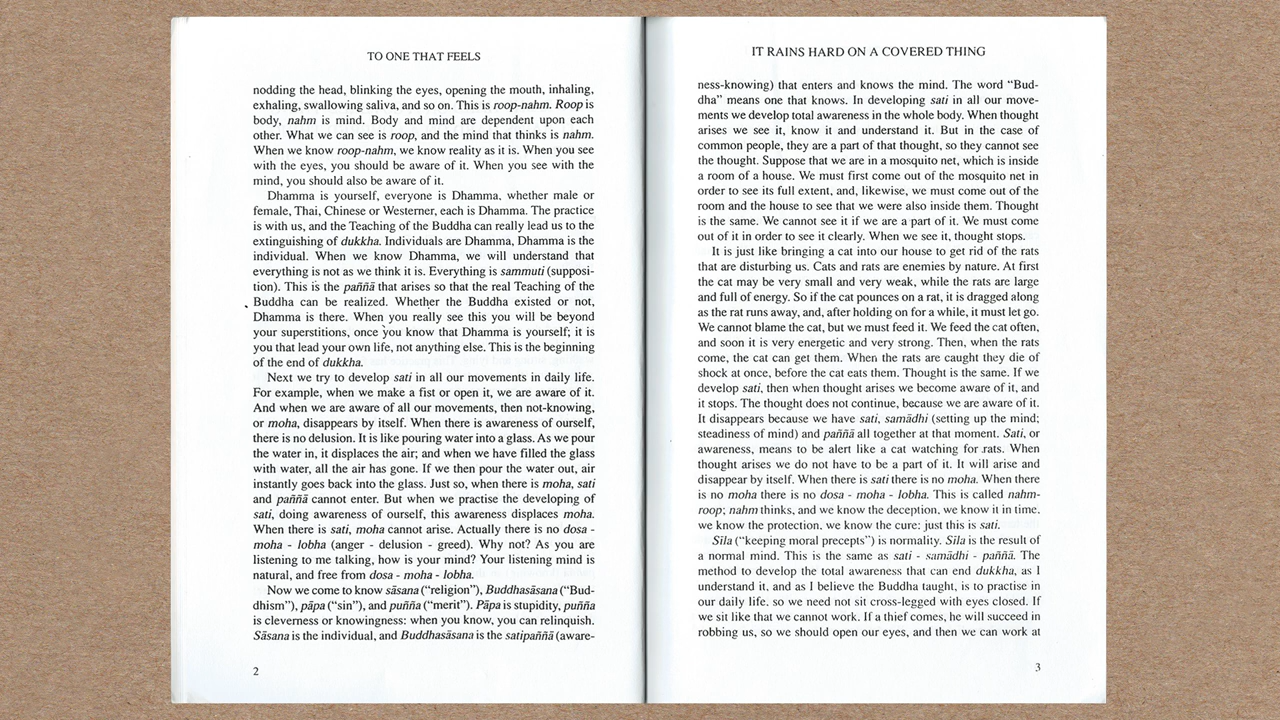 TO ONE THAT FEELS
nodding the head, blinking the eyes, opening the mouth, inhaling,
exhaling, swallowing saliva, and so on. This is roop-nahm. Roop is
body, nahm is mind. Body and mind are dependent upon each
other. What we can see is roop, and the mind that thinks is nahm.
When we know roop-nahm, we know reality as it is. When you see
with the eyes, you should be aware of it. When you see with the
mind, you should also be aware of it.
Dhamma is yourself, everyone is Dhamma, whether male or
female, Thai, Chinese or Westerner, each is Dhamma. The practice
is with us, and the Teaching of the Buddha can really lead us to the
extinguishing of dukkha. Individuals are Dhamma, Dhamma is the
individual. When we know Dhamma, we will understand that
everything is not as we think it is. Everything is sammuti (supposi-
tion). This is the paññā that arises so that the real Teaching of the
Buddha can be realized. Whether the Buddha existed or not,
Dhamma is there. When you really see this you will be beyond
your superstitions, once you know that Dhamma is yourself; it is
you that lead your own life, not anything else. This is the beginning
of the end of dukkha.
Next we try to develop sati in all our movements in daily life.
For example, when we make a fist or open it, we are aware of it.
And when we are aware of all our movements, then not-knowing,
or moha, disappears by itself. When there is awareness of ourself,
there is no delusion. It is like pouring water into a glass. As we pour
the water in, it displaces the air; and when we have filled the glass
with water, all the air has gone. If we then pour the water out, air
instantly goes back into the glass. Just so, when there is moha, sati
and paññā cannot enter. But when we practise the developing of
sati, doing awareness of ourself, this awareness displaces moha.
When there is sati, moha cannot arise. Actually there is no dosa -
moha - lobha (anger - delusion - greed). Why not? As you are
listening to me talking, how is your mind? Your listening mind is
natural, and free from dosa - moha - lobha.
Now we come to know sāsana ("religion"), Buddhasāsana ("Bud-
dhism"), pāpa ("sin"), and puñña ("merit"). Pāpa is stupidity, puñña
is cleverness or knowingness: when you know, you can relinquish.
Sāsana is the individual, and Buddhasāsana is the satipaññā (aware-
2
IT RAINS HARD ON A COVERED THING
ness-knowing) that enters and knows the mind. The word "Bud-
dha" means one that knows. In developing sati in all our move-
ments we develop total awareness in the whole body. When thought
arises we see it, know it and understand it. But in the case of
common people, they are a part of that thought, so they cannot see
the thought. Suppose that we are in a mosquito net, which is inside
a room of a house. We must first come out of the mosquito net in
order to see its full extent, and, likewise, we must come out of the
room and the house to see that we were also inside them. Thought
is the same. We cannot see it if we are a part of it. We must come
out of it in order to see it clearly. When we see it, thought stops.
It is just like bringing a cat into our house to get rid of the rats
that are disturbing us. Cats and rats are enemies by nature. At first
the cat may be very small and very weak, while the rats are large
and full of energy. So if the cat pounces on a rat, it is dragged along
as the rat runs away, and, after holding on for a while, it must let go.
We cannot blame the cat, but we must feed it. We feed the cat often,
and soon it is very energetic and very strong. Then, when the rats
come, the cat can get them. When the rats are caught they die of
shock at once, before the cat eats them. Thought is the same. If we
develop sati, then when thought arises we become aware of it, and
it stops. The thought does not continue, because we are aware of it.
It disappears because we have sati, samādhi (setting up the mind;
steadiness of mind) and paññā all together at that moment. Sati, or
awareness, means to be alert like a cat watching for rats. When
thought arises we do not have to be a part of it. It will arise and
disappear by itself. When there is sati there is no moha. When there
is no moha there is no dosa - moha - lobha. This is called nahm-
roop; nahm thinks, and we know the deception, we know it in time,
we know the protection, we know the cure: just this is sati.
Sīla ("keeping moral precepts") is normality. Sīla is the result of
a normal mind. This is the same as sati - samādhi - paññā. The
method to develop the total awareness that can end dukkha, as I
understand it, and as I believe the Buddha taught, is to practise in
our daily life, so we need not sit cross-legged with eyes closed. If
we sit like that we cannot work. If a thief comes, he will succeed in
robbing us, so we should open our eyes, and then we can work at
3